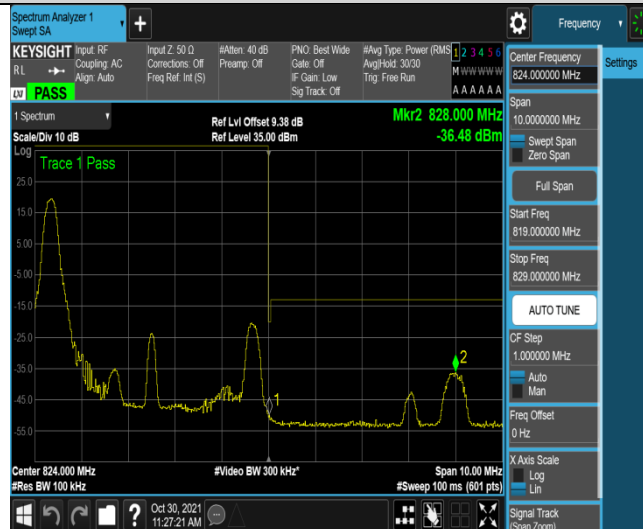 Spectrum Analyzer 1
Swept SA
Frequency
KEYSIGHT
R L
LXI
PASS
Input: RF
Coupling: AC
Align: Auto
Input Z: 50 Ω
Corrections: Off
Freq Ref: Int (S)
#Atten: 40 dB
Preamp: Off
PNO: Best Wide
Gate: Off
IF Gain: Low
Sig Track: Off
#Avg Type: Power (RMS
Avg|Hold: 30/30
Trig: Free Run
1 2 3 4 5 6
M W W W W W
A A A A A A
1 Spectrum
Scale/Div 10 dB
Log
Ref Lvl Offset 9.38 dB
Ref Level 35.00 dBm
Mkr2 828.000 MHz
-36.48 dBm
Trace 1 Pass
25.0
15.0
5.00
-5.00
-15.0
-25.0
-35.0
-45.0
-55.0
1
2
Center 824.000 MHz
#Res BW 100 kHz
#Video BW 300 kHz*
Span 10.00 MHz
#Sweep 100 ms (601 pts)
Oct 30, 2021
11:27:21 AM
?
Center Frequency
824.000000 MHz
Settings
Span
10.0000000 MHz
Swept Span
Zero Span
Full Span
Start Freq
819.000000 MHz
Stop Freq
829.000000 MHz
AUTO TUNE
CF Step
1.000000 MHz
Auto
Man
Freq Offset
0 Hz
X Axis Scale
Log
Lin
Signal Track
(Span Zoom)